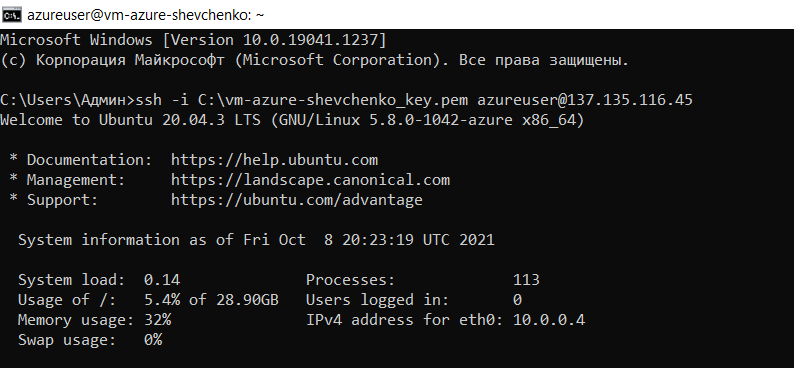 azureuser@vm-azure-shevchenko: ~
Microsoft Windows [Version 10.0.19041.1237]
(c) Корпорация Майкрософт (Microsoft Corporation). Все права защищены.
C:\Users\Админ>ssh -i C:\vm-azure-shevchenko_key.pem azureuser@137.135.116.45
Welcome to Ubuntu 20.04.3 LTS (GNU/Linux 5.8.0-1042-azure x86_64)
* Documentation:  https://help.ubuntu.com
* Management:     https://landscape.canonical.com
* Support:        https://ubuntu.com/advantage
System information as of Fri Oct  8 20:23:19 UTC 2021
System load:  0.14              Processes:             113
Usage of /:   5.4% of 28.90GB   Users logged in:       0
Memory usage: 32%               IPv4 address for eth0: 10.0.0.4
Swap usage:   0%